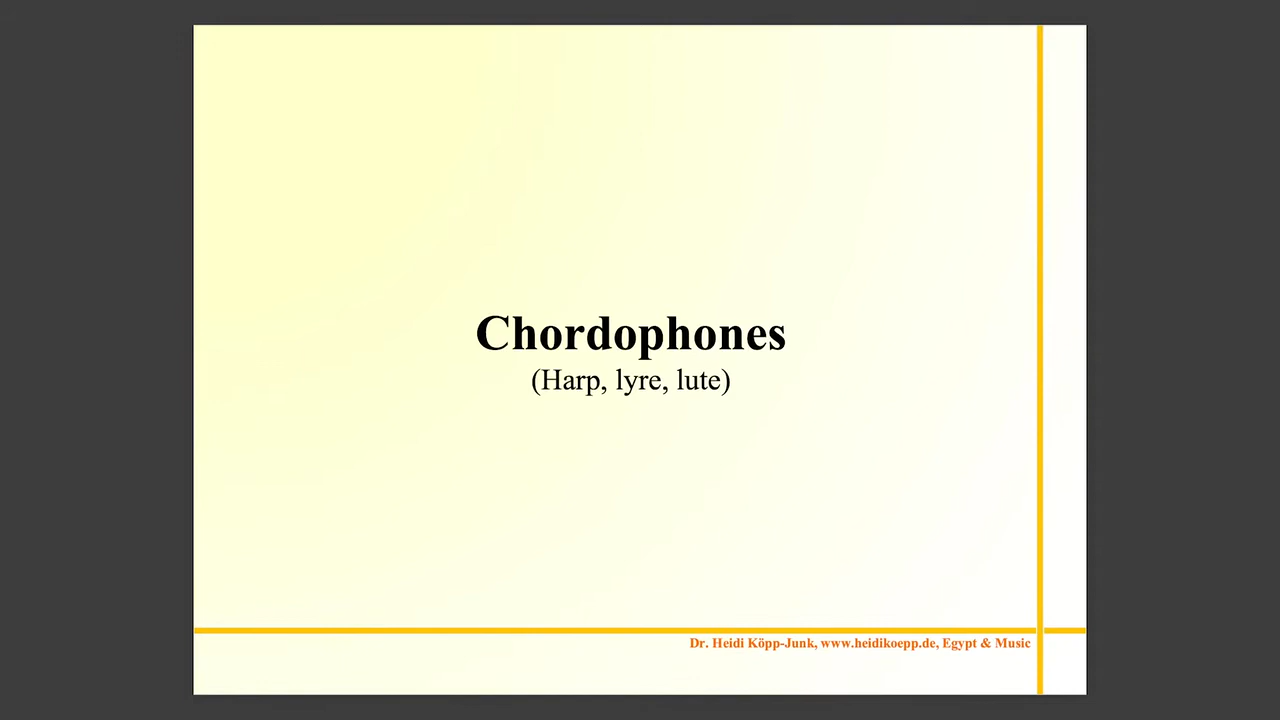 Chordophones
(Harp, lyre, lute)
Dr. Heidi Köpp-Junk, www.heidikoepp.de, Egypt & Music